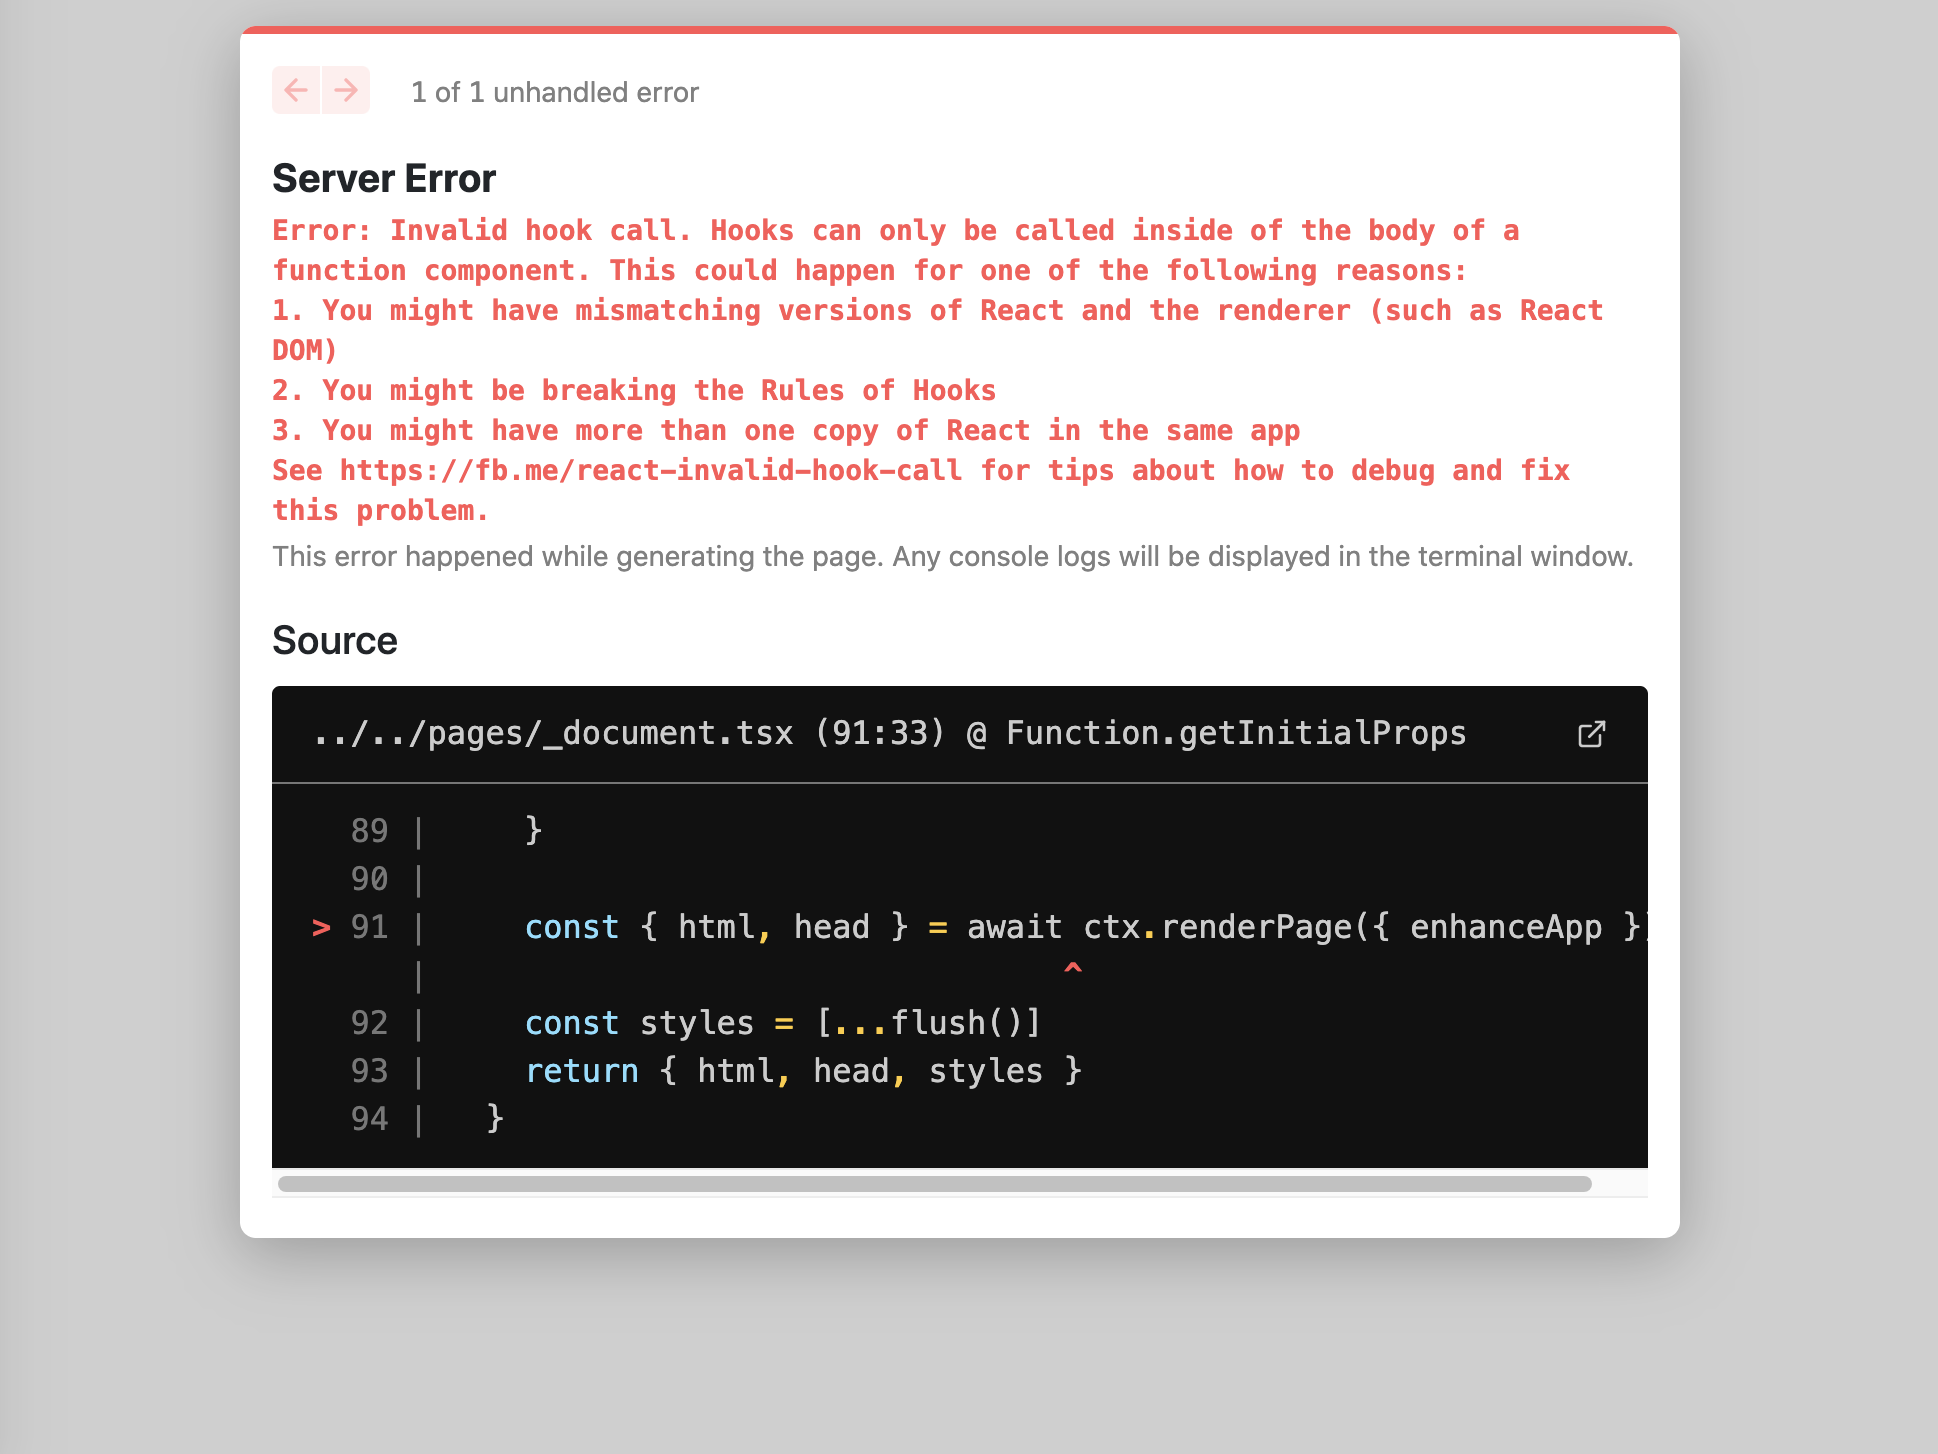 1 of 1 unhandled error
Server Error
Error: Invalid hook call. Hooks can only be called inside of the body of a
function component. This could happen for one of the following reasons:
1. You might have mismatching versions of React and the renderer (such as React
DOM)
2. You might be breaking the Rules of Hooks
3. You might have more than one copy of React in the same app
See https://fb.me/react-invalid-hook-call for tips about how to debug and fix
this problem.
This error happened while generating the page. Any console logs will be displayed in the terminal window.
Source
../../pages/_document.tsx (91:33) @ Function.getInitialProps
89 |     }
90 |
> 91 |     const { html, head } = await ctx.renderPage({ enhanceApp })
|                                 ^
92 |     const styles = [...flush()]
93 |     return { html, head, styles }
94 |   }